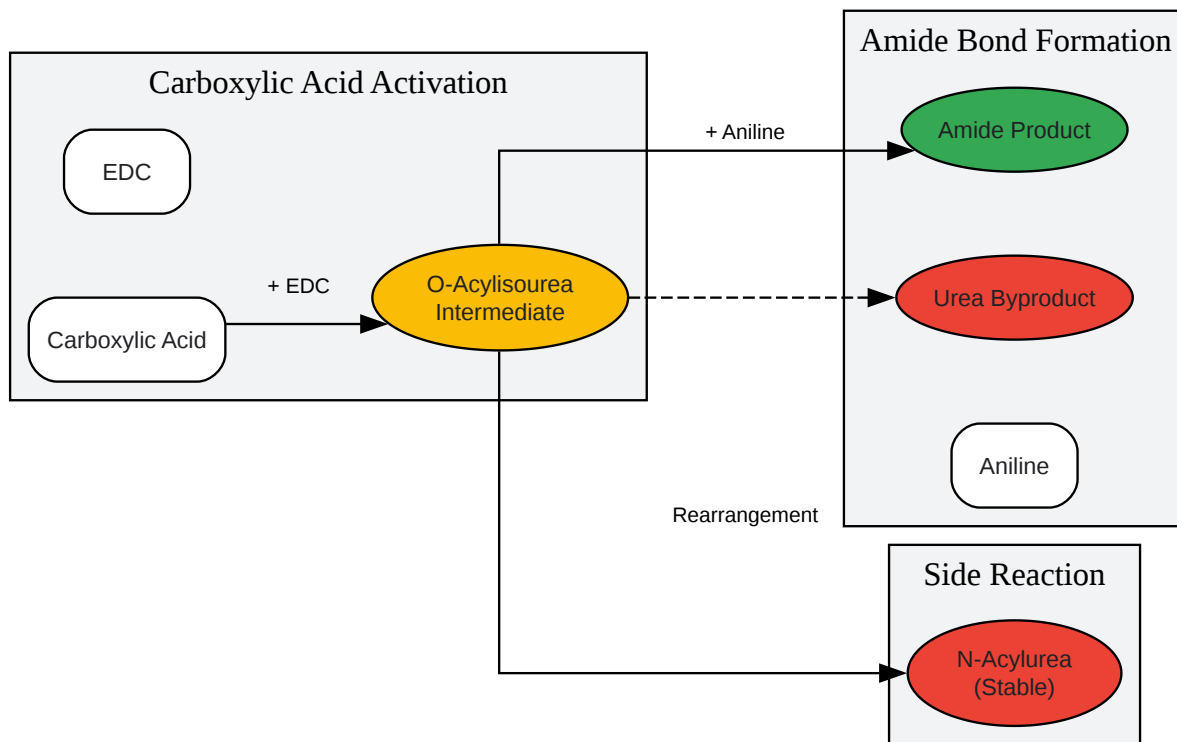 Carboxylic Acid Activation
EDC
Carboxylic Acid
+ EDC
O-Acylisourea
Intermediate
+ Aniline
Amide Bond Formation
Amide Product
Urea Byproduct
Aniline
Rearrangement
Side Reaction
N-Acylurea
(Stable)